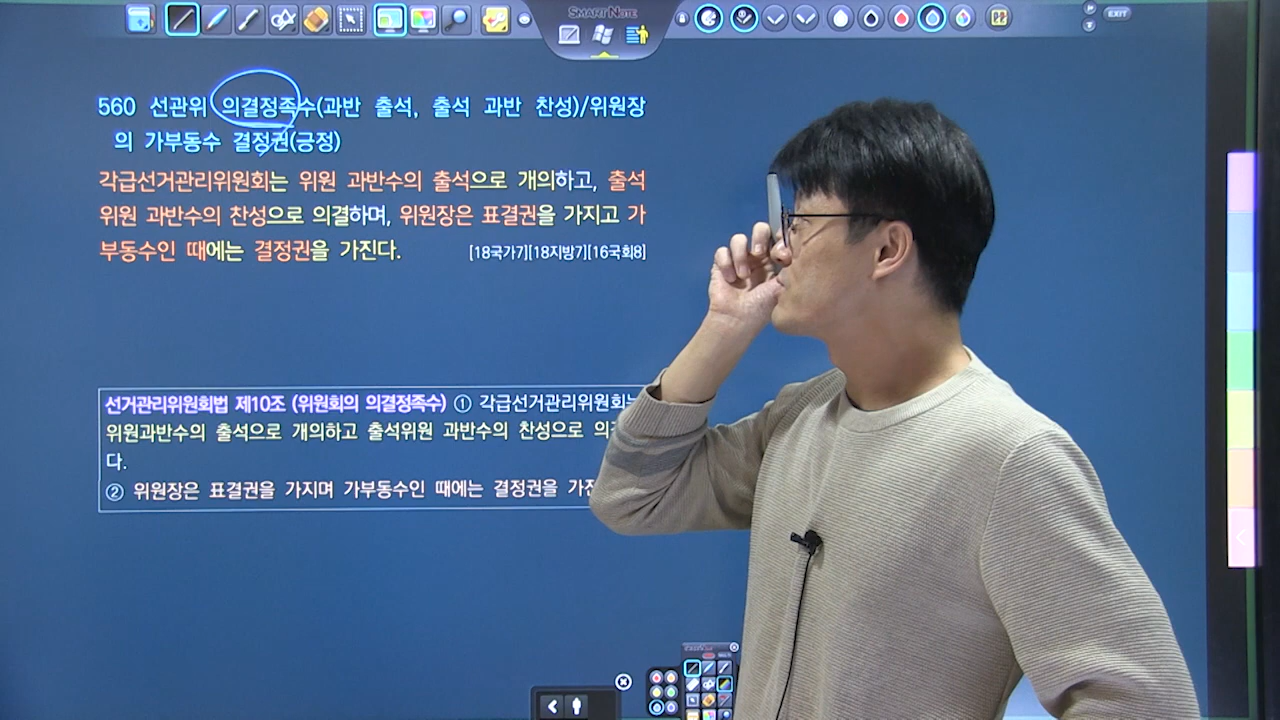 SMARTNOTE
EXIT
560 선관위 의결정족수(과반 출석, 출석 과반 찬성)/위원장
의 가부동수 결정권(긍정)
각급선거관리위원회는 위원 과반수의 출석으로 개의하고, 출석
위원 과반수의 찬성으로 의결하며, 위원장은 표결권을 가지고 가
부동수인 때에는 결정권을 가진다.
[18국가7][18지방7][16국회8]
선거관리위원회법 제10조 (위원회의 의결정족수) ① 각급선거관리위원회는
위원과반수의 출석으로 개의하고 출석위원 과반수의 찬성으로
다.
② 위원장은 표결권을 가지며 가부동수인 때에는 결정권을